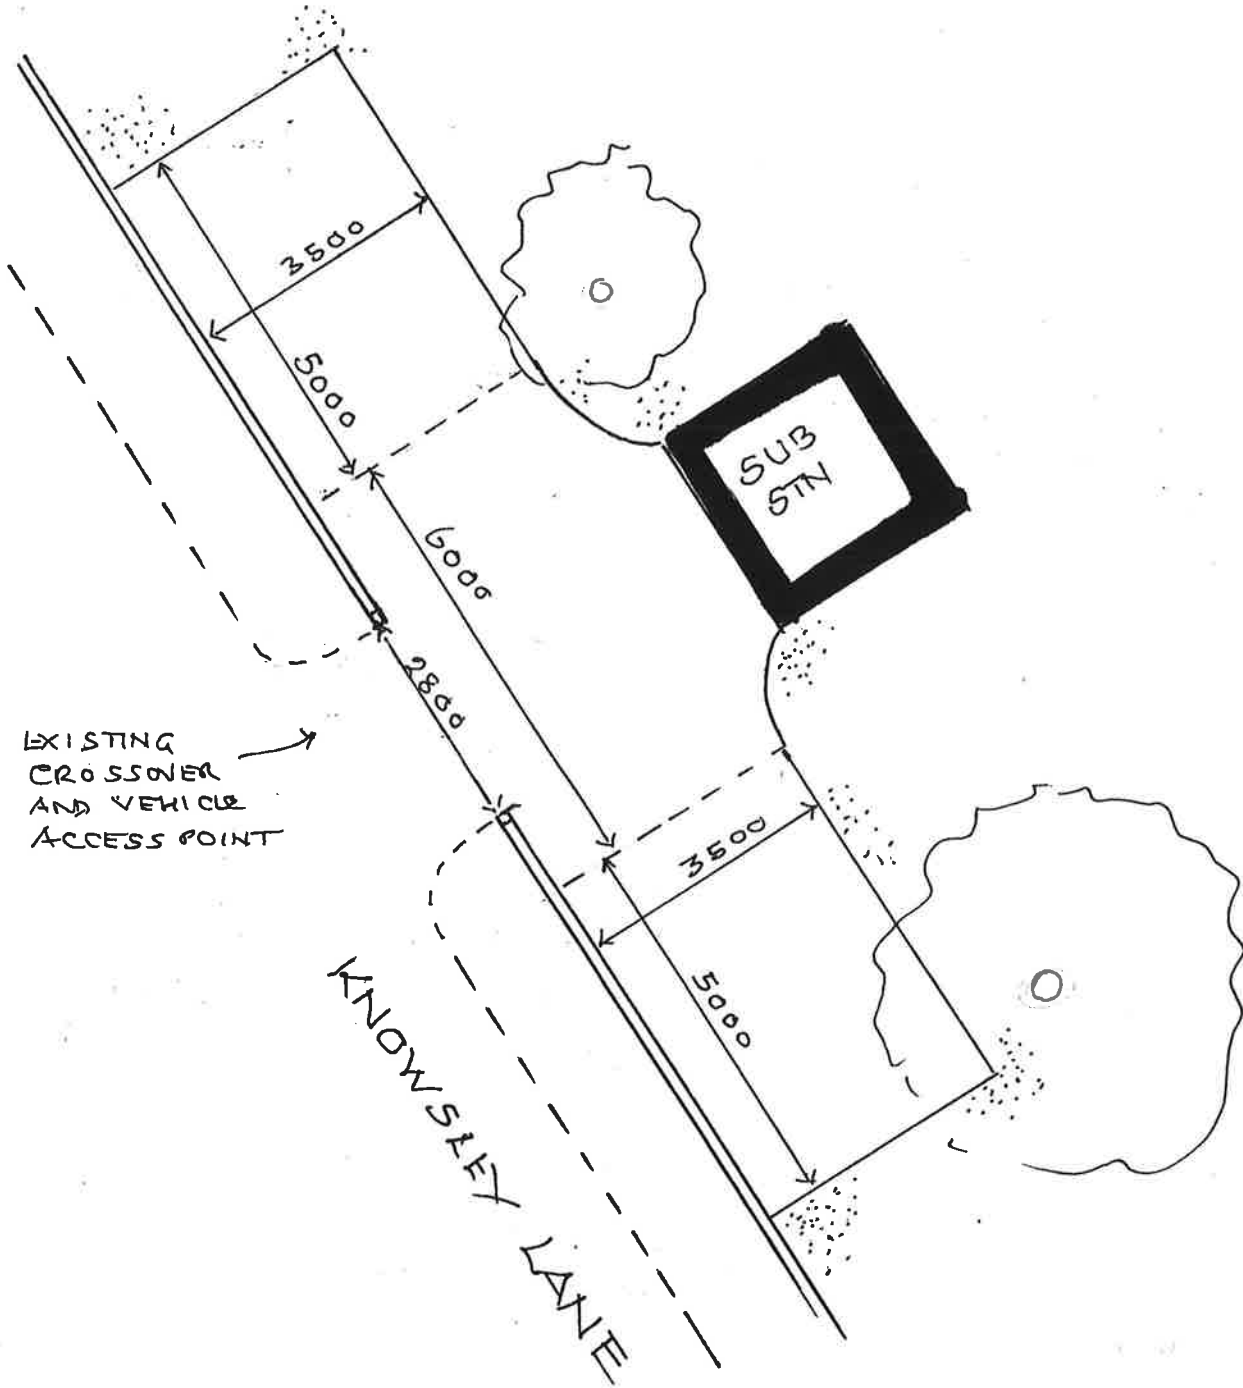 3500
5000
SUB
STN
6000
2800
EXISTING
CROSSOVER
AND VEHICLE
ACCESS POINT
3500
5000
KNOWSLEY LANE